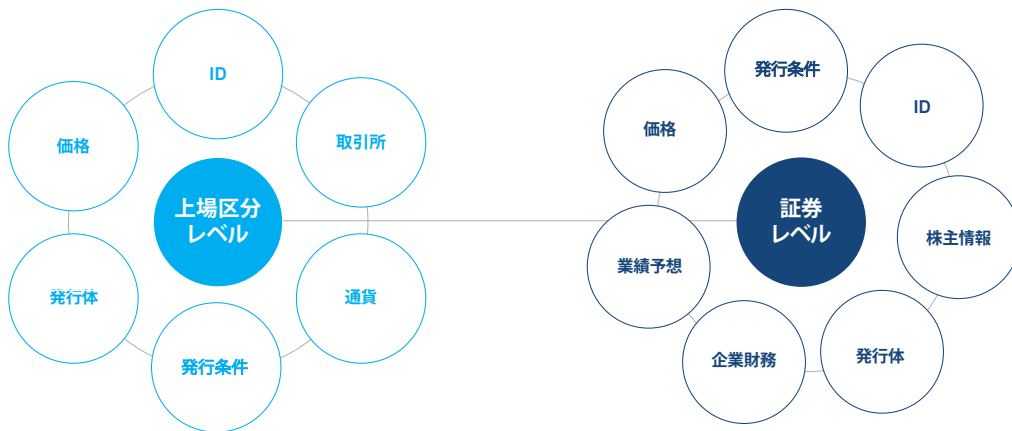 ID
価格
取引所
上場区分
レベル
発行体
通貨
発行条件
発行条件
ID
価格
証券
レベル
株主情報
業績予想
企業財務
発行体